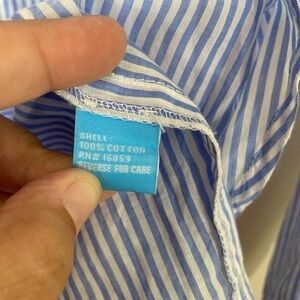 SHELL:
100% COTTON
RN# 16859
REVERSE FOR CARE